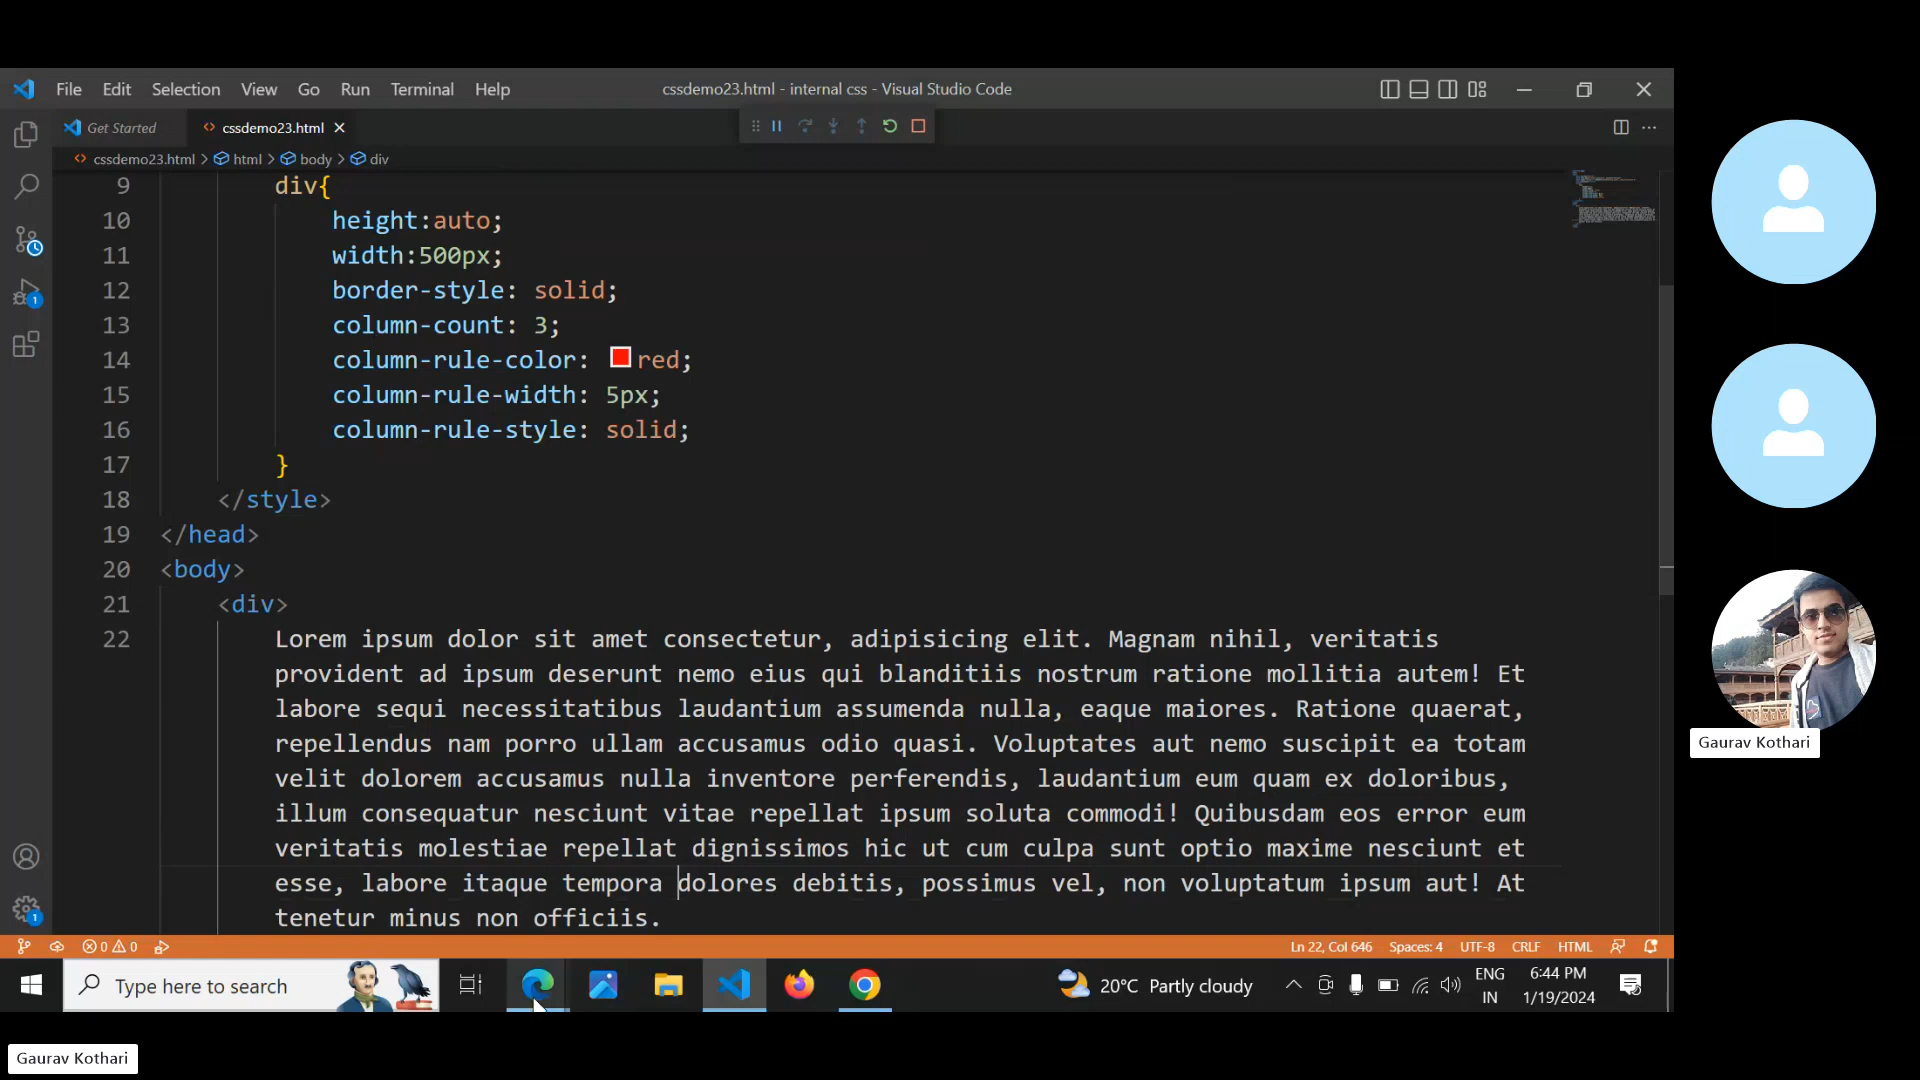 File Edit Selection View Go Run Terminal Help
cssdemo23.html - internal css - Visual Studio Code
Get Started
cssdemo23.html
cssdemo23.html > html > body > div
9 div{
10 height:auto;
11 width:500px;
12 border-style: solid;
13 column-count: 3;
14 column-rule-color: red;
15 column-rule-width: 5px;
16 column-rule-style: solid;
17 }
18 </style>
19 </head>
20 <body>
21 <div>
22 Lorem ipsum dolor sit amet consectetur, adipisicing elit. Magnam nihil, veritatis
provident ad ipsum deserunt nemo eius qui blanditiis nostrum ratione mollitia autem! Et
labore sequi necessitatibus laudantium assumenda nulla, eaque maiores. Ratione quaerat,
repellendus nam porro ullam accusamus odio quasi. Voluptates aut nemo suscipit ea totam
velit dolorem accusamus nulla inventore perferendis, laudantium eum quam ex doloribus,
illum consequatur nesciunt vitae repellat ipsum soluta commodi! Quibusdam eos error eum
veritatis molestiae repellat dignissimos hic ut cum culpa sunt optio maxime nesciunt et
esse, labore itaque tempora dolores debitis, possimus vel, non voluptatum ipsum aut! At
tenetur minus non officiis.
1
1
0 0
Ln 22, Col 646 Spaces: 4 UTF-8 CRLF HTML
Type here to search
20°C Partly cloudy
ENG
IN
6:44 PM
1/19/2024
Gaurav Kothari
Gaurav Kothari